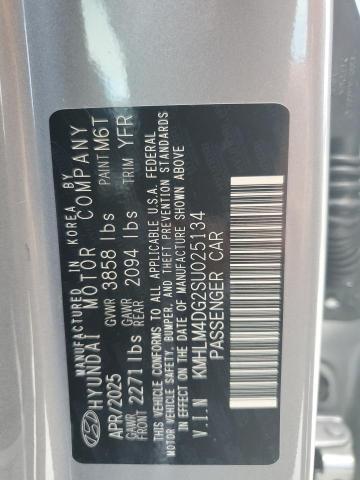 MANUFACTURED IN KOREA BY
HYUNDAI MOTOR COMPANY
APR/2025 GVWR 3858 lbs PAINT M6T
GAWR FRONT 2271 lbs GAWR REAR 2094 lbs TRIM YFR
THIS VEHICLE CONFORMS TO ALL APPLICABLE U.S.A. FEDERAL
MOTOR VEHICLE SAFETY, BUMPER, AND THEFT PREVENTION STANDARDS
IN EFFECT ON THE DATE OF MANUFACTURE SHOWN ABOVE
V.I.N KMHLM4DG2SU025134
PASSENGER CAR